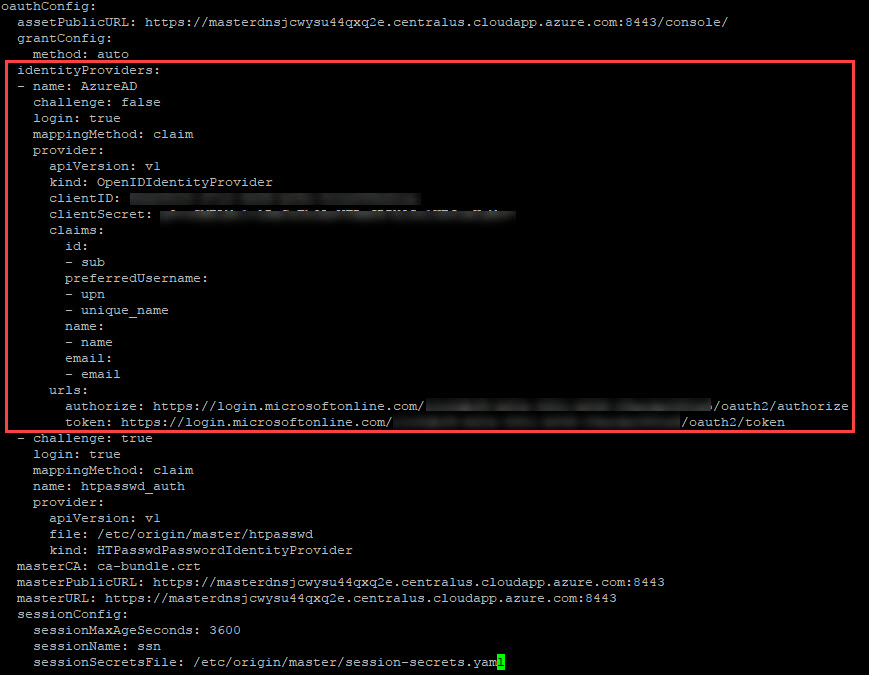 oauthConfig:
  assetPublicURL: https://masterdnsjcwysu44qxq2e.centralus.cloudapp.azure.com:8443/console/
  grantConfig:
    method: auto
  identityProviders:
  - name: AzureAD
    challenge: false
    login: true
    mappingMethod: claim
    provider:
      apiVersion: v1
      kind: OpenIDIdentityProvider
      clientID:
      clientSecret:
      claims:
        id:
        - sub
        preferredUsername:
        - upn
        - unique_name
        name:
        - name
        email:
        - email
      urls:
        authorize: https://login.microsoftonline.com/ /oauth2/authorize
        token: https://login.microsoftonline.com/ /oauth2/token
  - challenge: true
    login: true
    mappingMethod: claim
    name: htpasswd_auth
    provider:
      apiVersion: v1
      file: /etc/origin/master/htpasswd
      kind: HTPasswdPasswordIdentityProvider
  masterCA: ca-bundle.crt
  masterPublicURL: https://masterdnsjcwysu44qxq2e.centralus.cloudapp.azure.com:8443
  masterURL: https://masterdnsjcwysu44qxq2e.centralus.cloudapp.azure.com:8443
  sessionConfig:
    sessionMaxAgeSeconds: 3600
    sessionName: ssn
    sessionSecretsFile: /etc/origin/master/session-secrets.yaml